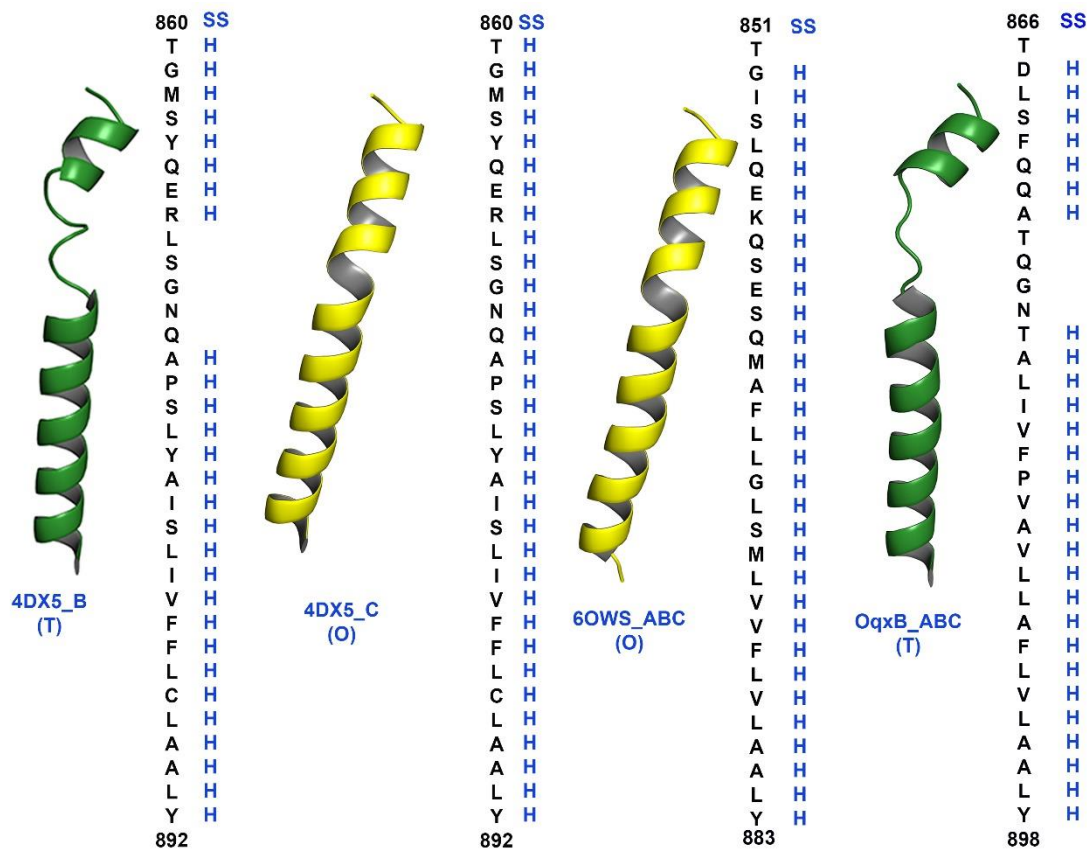 860 SS
T H
G H
M H
S H
Y H
Q H
E H
R H
L
S
G
N
Q
A H
P H
S H
L H
Y H
A H
I H
S H
L H
I H
V H
F H
F H
L H
C H
L H
A H
A H
L H
Y H
892
4DX5_B
(T)
860 SS
T H
G H
M H
S H
Y H
Q H
E H
R H
L H
S H
G H
N H
Q H
A H
P H
S H
L H
Y H
A H
I H
S H
L H
I H
V H
F H
F H
L H
C H
L H
A H
A H
L H
Y H
892
4DX5_C
(O)
851 SS
T
G H
I H
S H
L H
Q H
E H
K H
Q H
S H
E H
S H
Q H
M H
A H
F H
L H
L H
G H
L H
S H
M H
L H
V H
V H
F H
L H
V H
L H
A H
A H
L H
Y H
883
6OWS_ABC
(O)
866 SS
T
D H
L H
S H
F H
Q H
Q H
A H
T
Q
G
N
T H
A H
L H
I H
V H
F H
P H
V H
A H
V H
L H
L H
A H
F H
L H
V H
L H
A H
A H
L H
Y H
898
OqxB_ABC
(T)